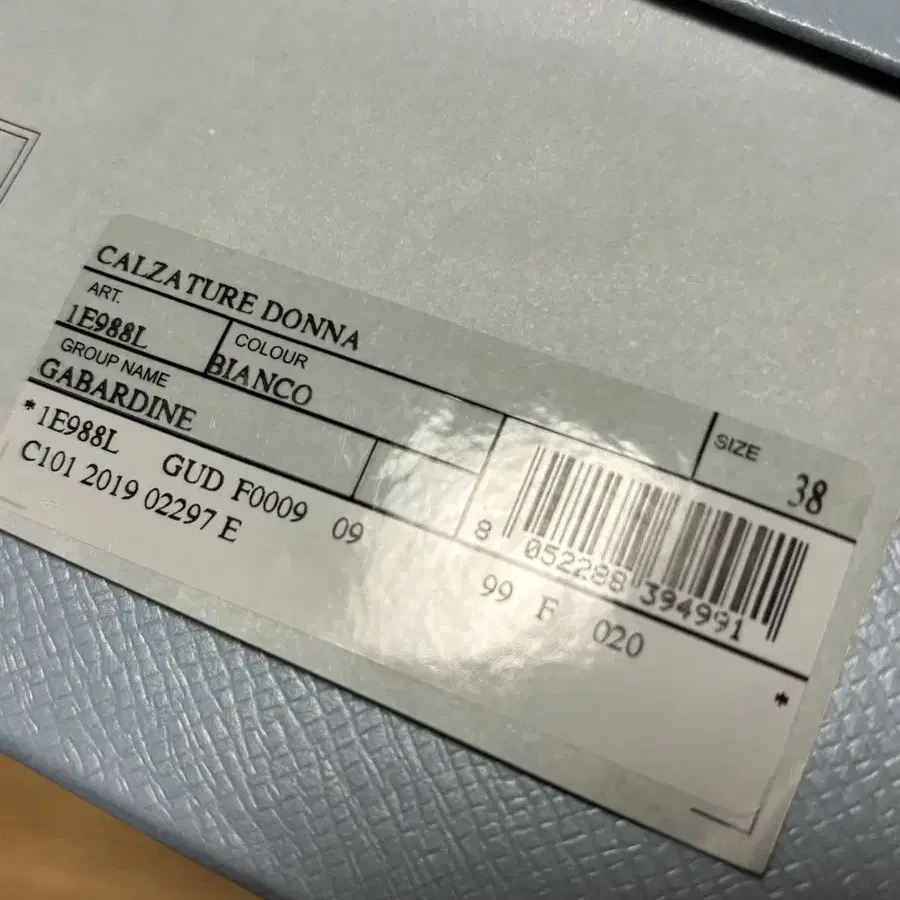 CALZATURE DONNA
ART.
1E988L
COLOUR
BIANCO
SIZE
38
GROUP NAME
GABARDINE
*1E988L GUD F0009 09 99 F 020 *
C101 2019 02297 E
8 052288 394991